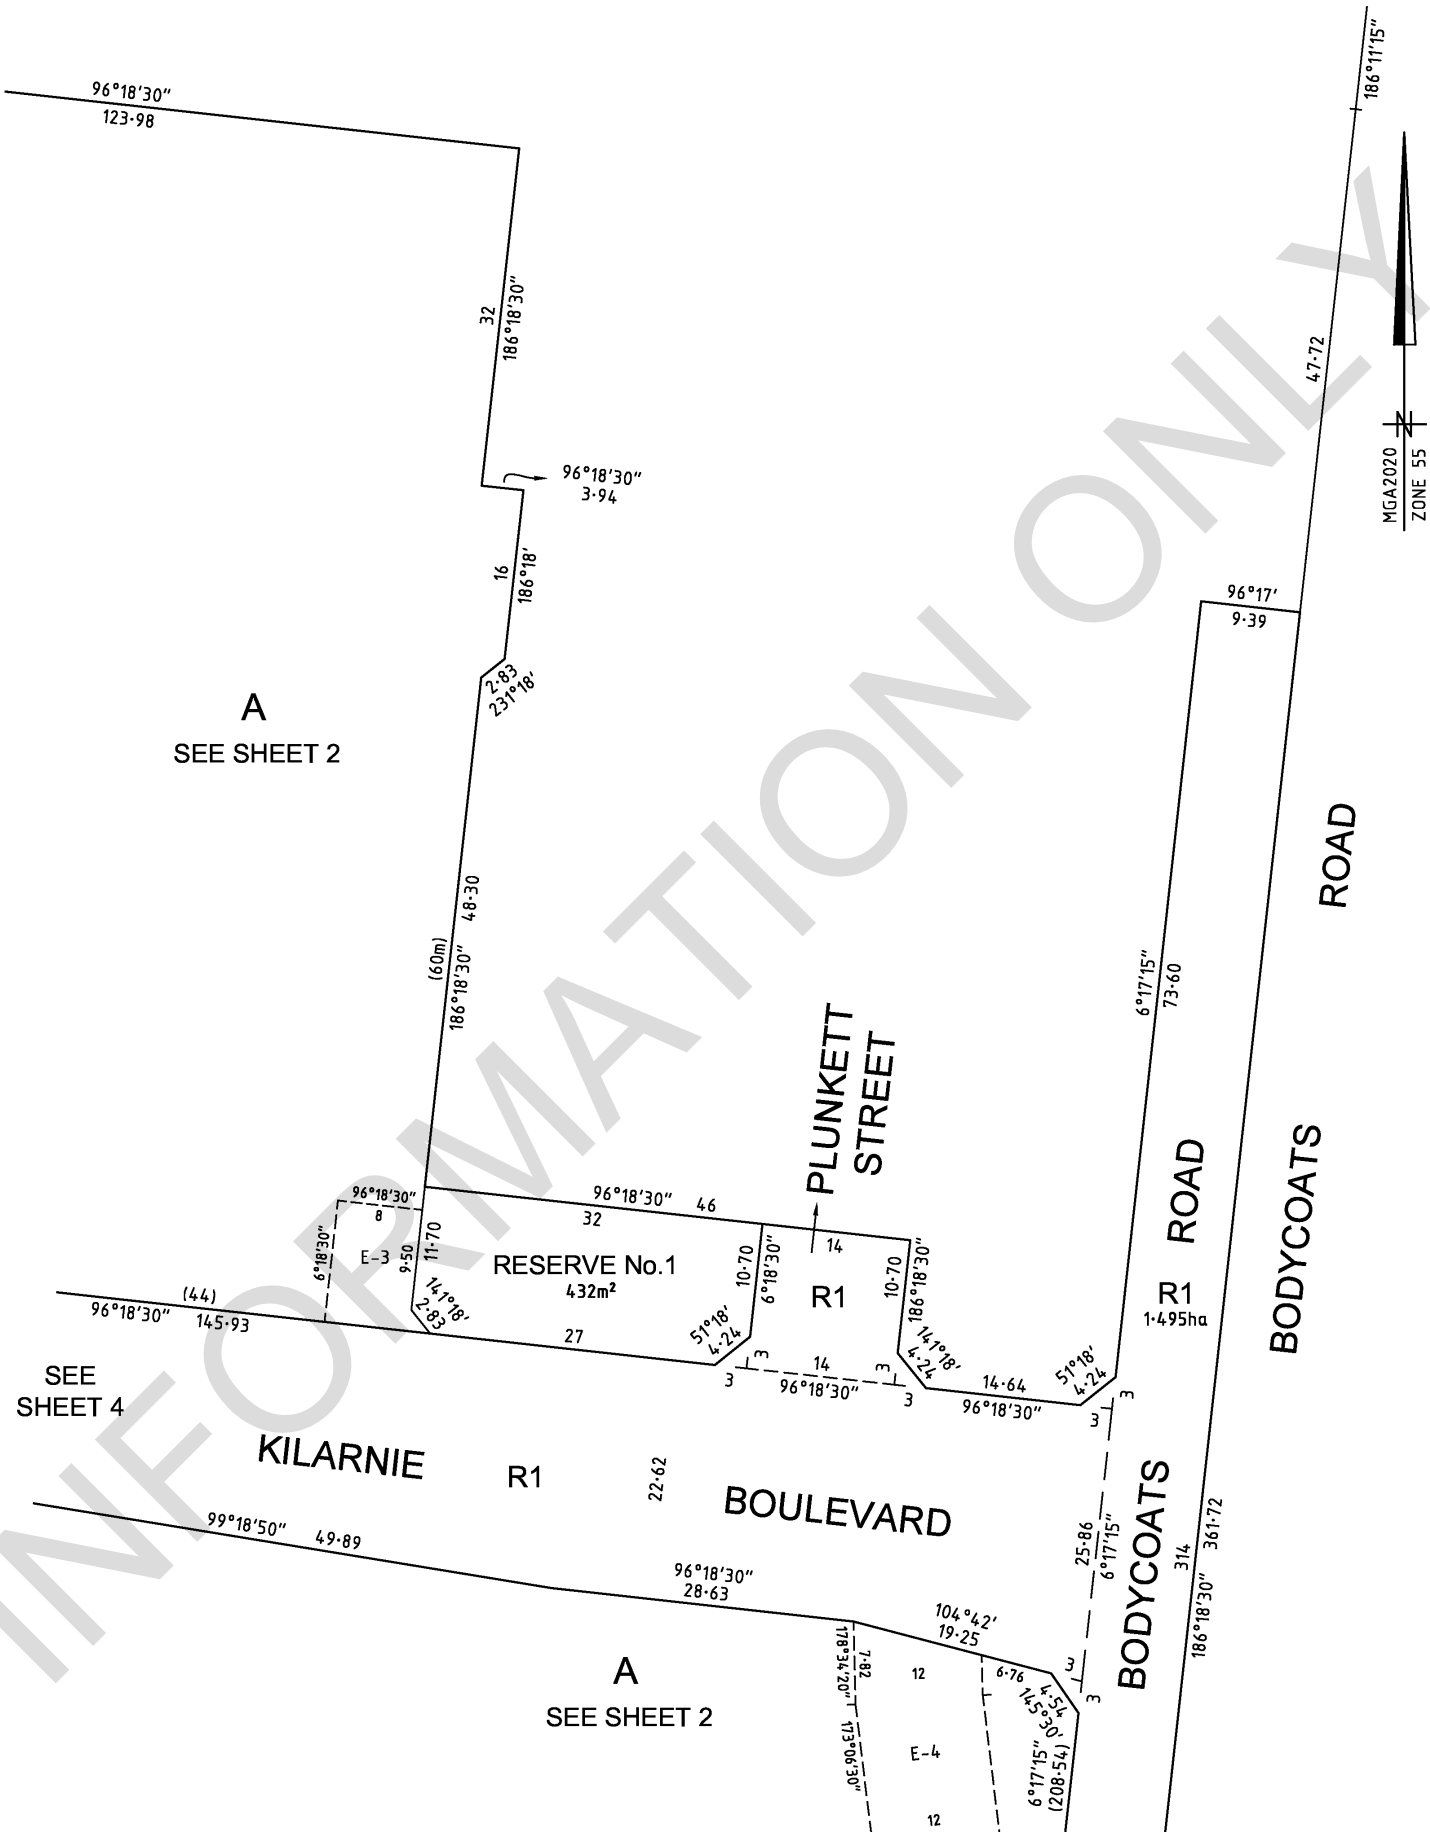 186°11'15"
96°18'30"
123·98
INFORMATION ONLY
32
186°18'30"
47·72
MGA2020
ZONE 55
N
96°18'30"
3·94
16
186°18'
96°17'
9·39
2·83
231°18'
A
SEE SHEET 2
ROAD
48·30
(60m)
186°18'30"
6°17'15"
73·60
PLUNKETT
STREET
BODYCOATS
ROAD
96°18'30"
8
96°18'30" 46
32
14
6°18'30"
E-3
9·50
11·70
RESERVE No.1
432m²
10·70
6°18'30"
R1
10·70
186°18'30"
R1
1·495ha
(44)
96°18'30" 145·93
141°18'
2·83
27
51°18'
4·24
3
3
14
96°18'30"
3
3
141°18'
4·24
14·64
96°18'30"
51°18'
4·24
3
3
SEE
SHEET 4
KILARNIE
R1
22·62
BOULEVARD
BODYCOATS
25·86
6°17'15"
314
361·72
186°18'30"
99°18'50" 49·89
96°18'30"
28·63
104°42'
19·25
178°34'20"
7·82
12
6·76
3
3
4·54
145°30'
A
SEE SHEET 2
173°06'30"
E-4
6°17'15"
(208·54)
12